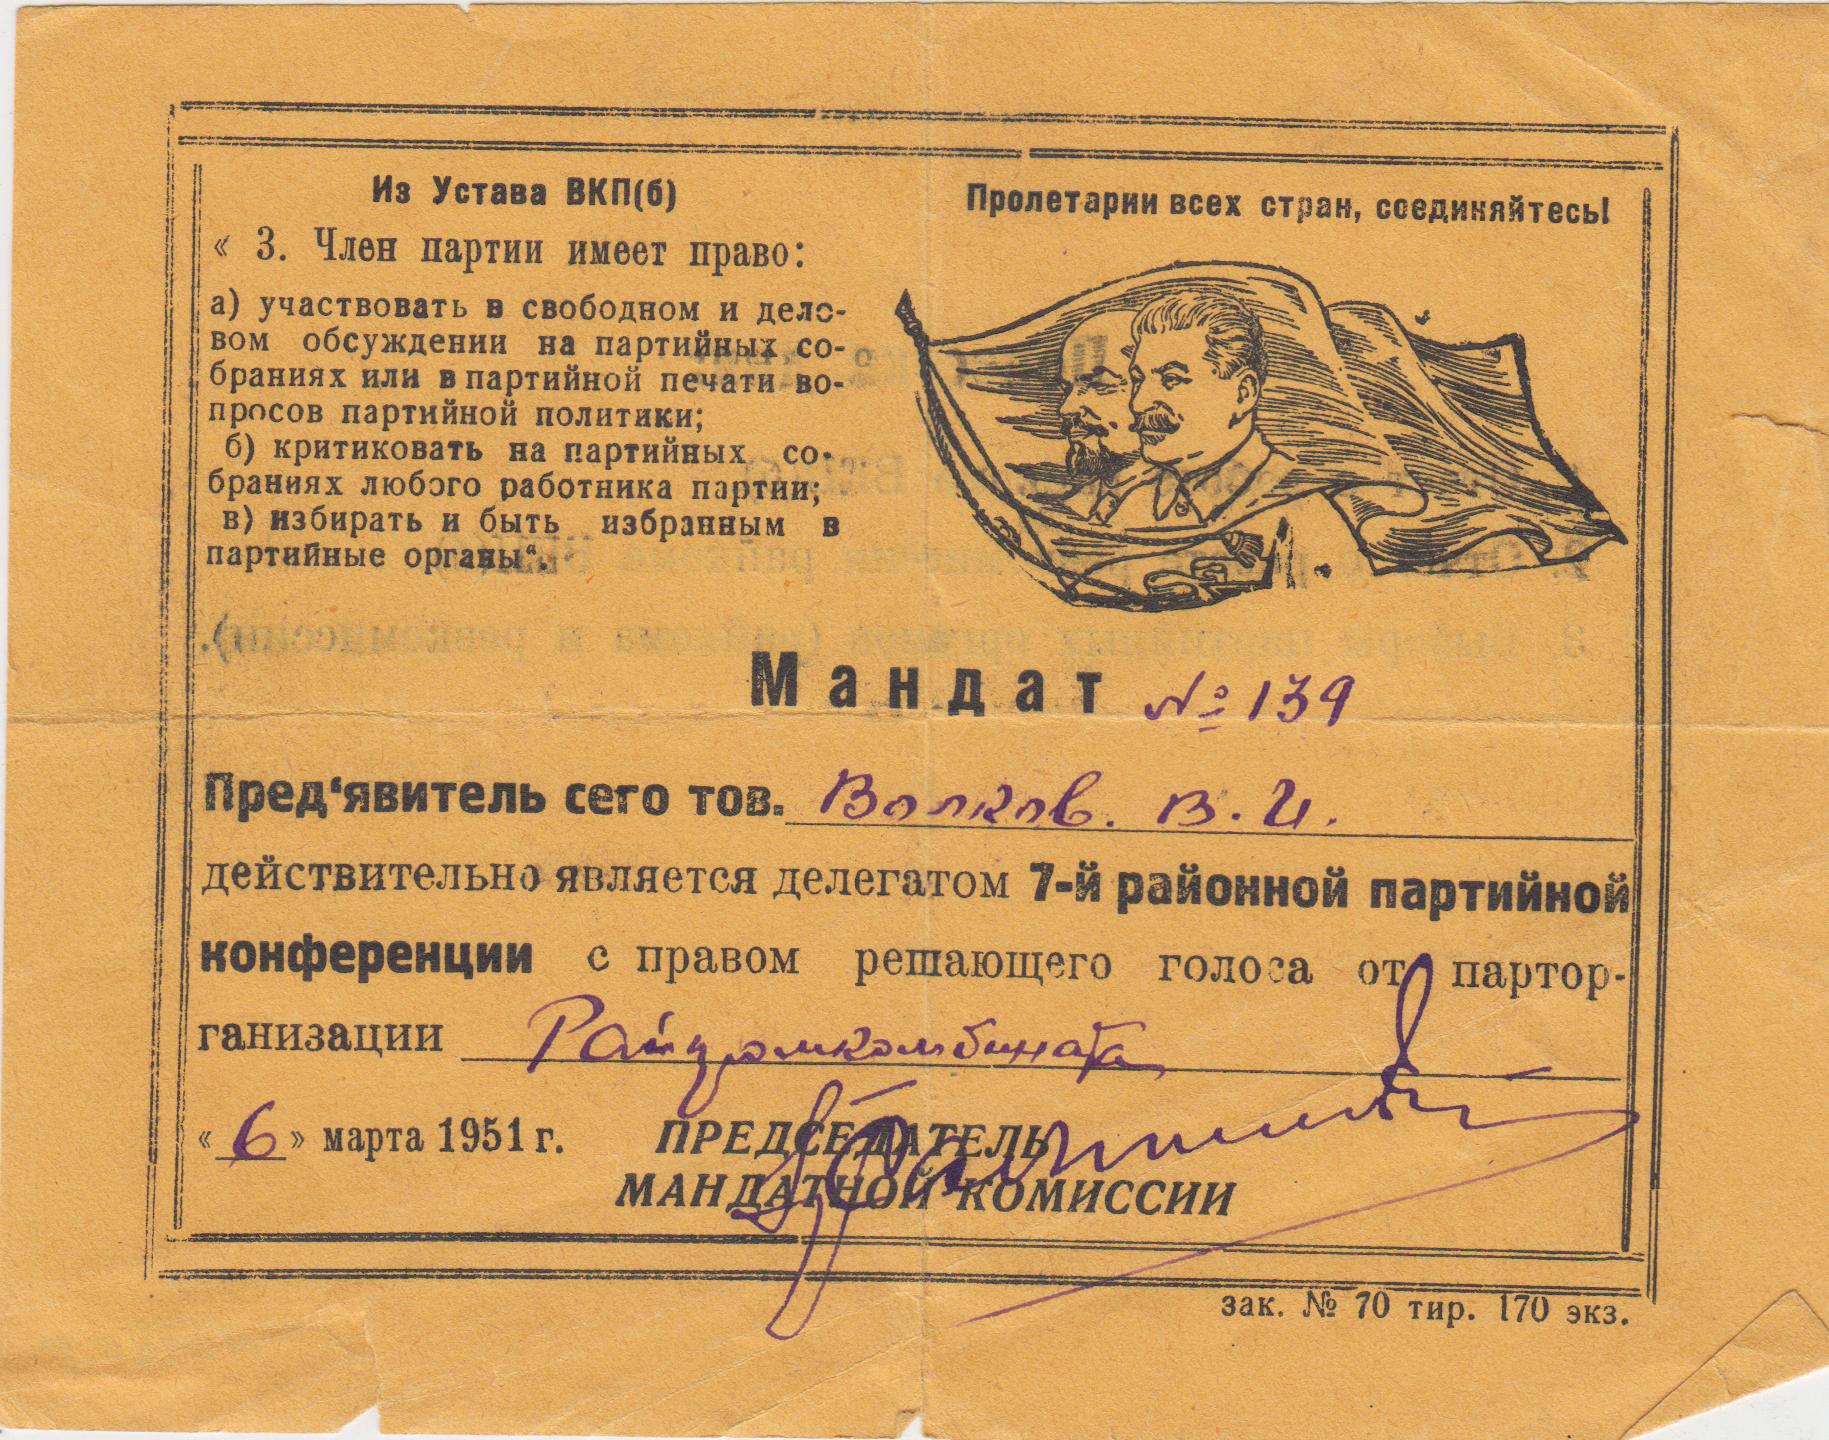 Из Устава ВКП(б)
« 3. Член партии имеет право:
а) участвовать в свободном и дело-
вом обсуждении на партийных со-
браниях или в партийной печати во-
просов партийной политики;
б) критиковать на партийных со-
браниях любого работника партии;
в) избирать и быть избранным в
партийные органы“.
Пролетарии всех стран, соединяйтесь!
Мандат № 139
Пред‘явитель сего тов. Волков. В. И.
действительно является делегатом 7-й районной партийной
конференции с правом решающего голоса от партор-
ганизации Райпромкомбината
« 6 » марта 1951 г. ПРЕДСЕДАТЕЛЬ
МАНДАТНОЙ КОМИССИИ
зак. № 70 тир. 170 экз.